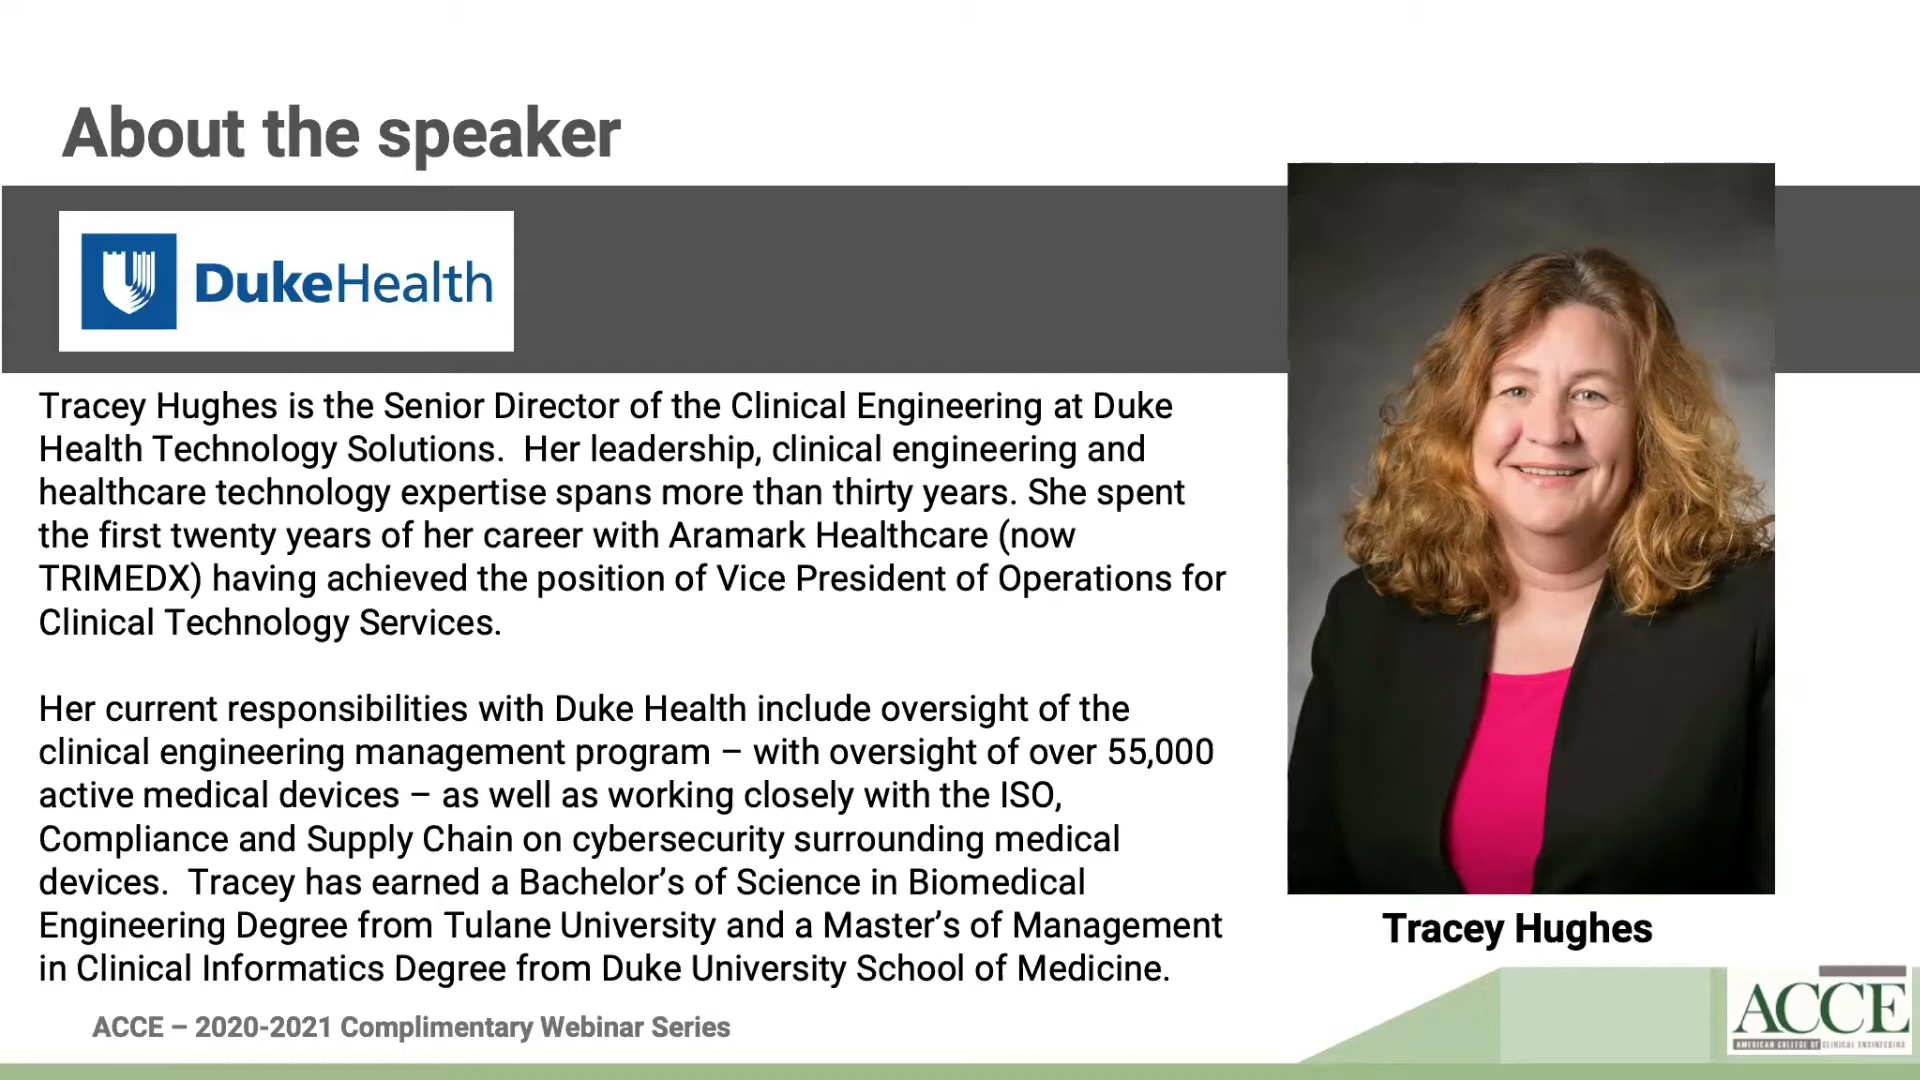 About the speaker
DukeHealth
Tracey Hughes is the Senior Director of the Clinical Engineering at Duke
Health Technology Solutions.  Her leadership, clinical engineering and
healthcare technology expertise spans more than thirty years. She spent
the first twenty years of her career with Aramark Healthcare (now
TRIMEDX) having achieved the position of Vice President of Operations for
Clinical Technology Services.
Her current responsibilities with Duke Health include oversight of the
clinical engineering management program – with oversight of over 55,000
active medical devices – as well as working closely with the ISO,
Compliance and Supply Chain on cybersecurity surrounding medical
devices.  Tracey has earned a Bachelor’s of Science in Biomedical
Engineering Degree from Tulane University and a Master’s of Management
in Clinical Informatics Degree from Duke University School of Medicine.
Tracey Hughes
ACCE – 2020-2021 Complimentary Webinar Series
ACCE
AMERICAN COLLEGE OF CLINICAL ENGINEERING